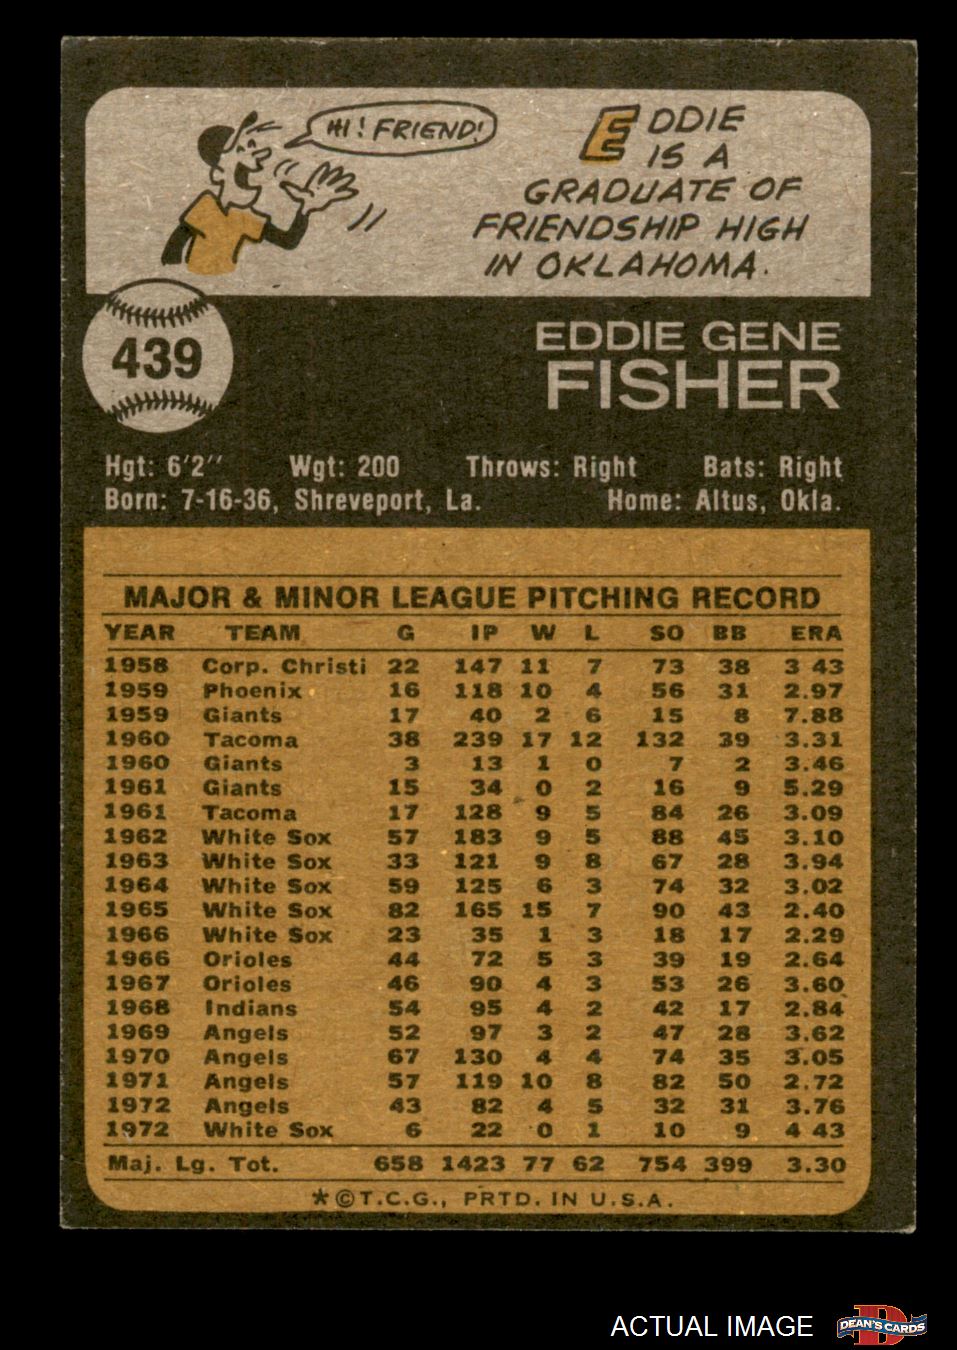 HI! FRIEND!
EDDIE
IS A
GRADUATE OF
FRIENDSHIP HIGH
IN OKLAHOMA.
439
EDDIE GENE
FISHER
Hgt: 6'2'' Wgt: 200 Throws: Right Bats: Right
Born: 7-16-36, Shreveport, La. Home: Altus, Okla.
MAJOR & MINOR LEAGUE PITCHING RECORD
YEAR TEAM G IP W L SO BB ERA
1958 Corp. Christi 22 147 11 7 73 38 3 43
1959 Phoenix 16 118 10 4 56 31 2.97
1959 Giants 17 40 2 6 15 8 7.88
1960 Tacoma 38 239 17 12 132 39 3.31
1960 Giants 3 13 1 0 7 2 3.46
1961 Giants 15 34 0 2 16 9 5.29
1961 Tacoma 17 128 9 5 84 26 3.09
1962 White Sox 57 183 9 5 88 45 3.10
1963 White Sox 33 121 9 8 67 28 3.94
1964 White Sox 59 125 6 3 74 32 3.02
1965 White Sox 82 165 15 7 90 43 2.40
1966 White Sox 23 35 1 3 18 17 2.29
1966 Orioles 44 72 5 3 39 19 2.64
1967 Orioles 46 90 4 3 53 26 3.60
1968 Indians 54 95 4 2 42 17 2.84
1969 Angels 52 97 3 2 47 28 3.62
1970 Angels 67 130 4 4 74 35 3.05
1971 Angels 57 119 10 8 82 50 2.72
1972 Angels 43 82 4 5 32 31 3.76
1972 White Sox 6 22 0 1 10 9 4 43
Maj. Lg. Tot. 658 1423 77 62 754 399 3.30
*©T.C.G., PRTD. IN U.S.A.
ACTUAL IMAGE
D
DEAN'S CARDS